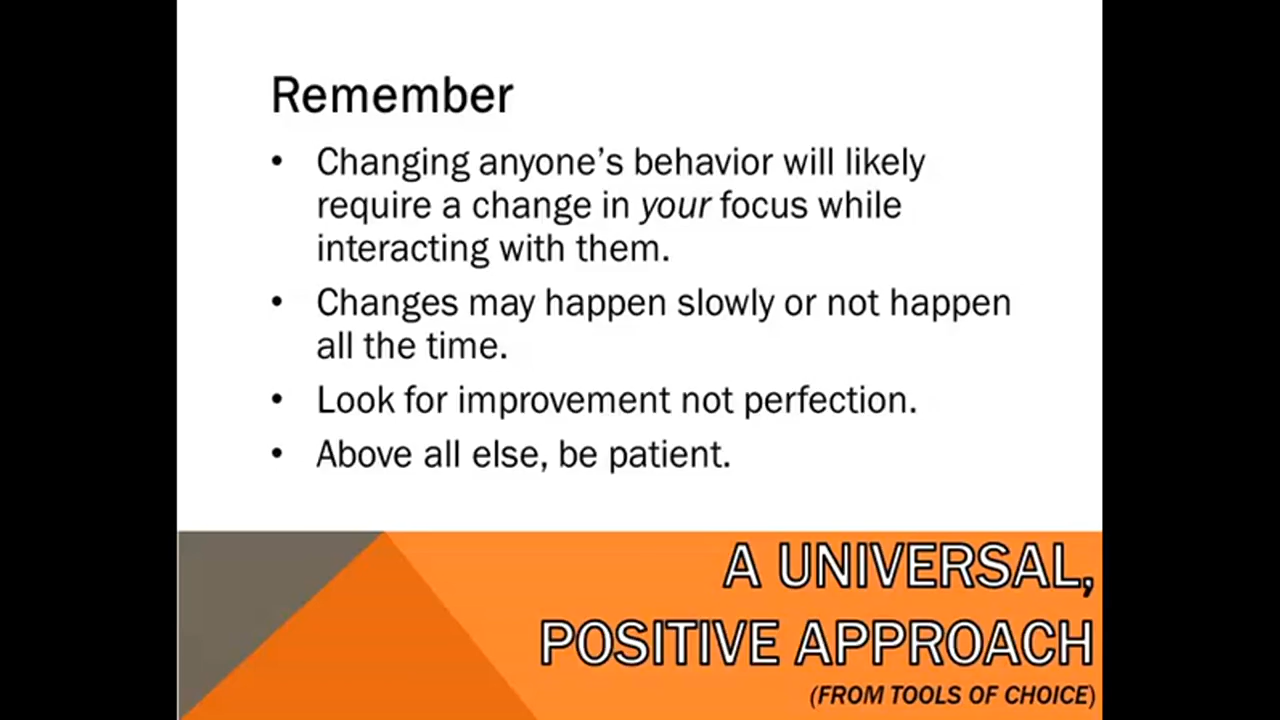 Remember
• Changing anyone’s behavior will likely
require a change in your focus while
interacting with them.
• Changes may happen slowly or not happen
all the time.
• Look for improvement not perfection.
• Above all else, be patient.
A UNIVERSAL,
POSITIVE APPROACH
(FROM TOOLS OF CHOICE)